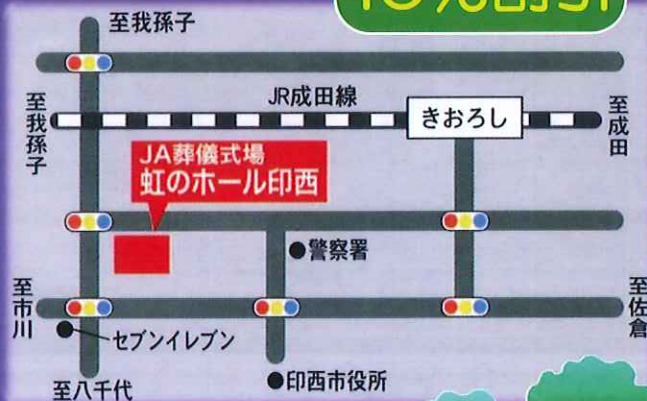 10%割引
至我孫子
JR成田線
至我孫子
きおろし
至成田
JA葬儀式場
虹のホール印西
警察署
至市川
至佐倉
セブンイレブン
印西市役所
至八千代